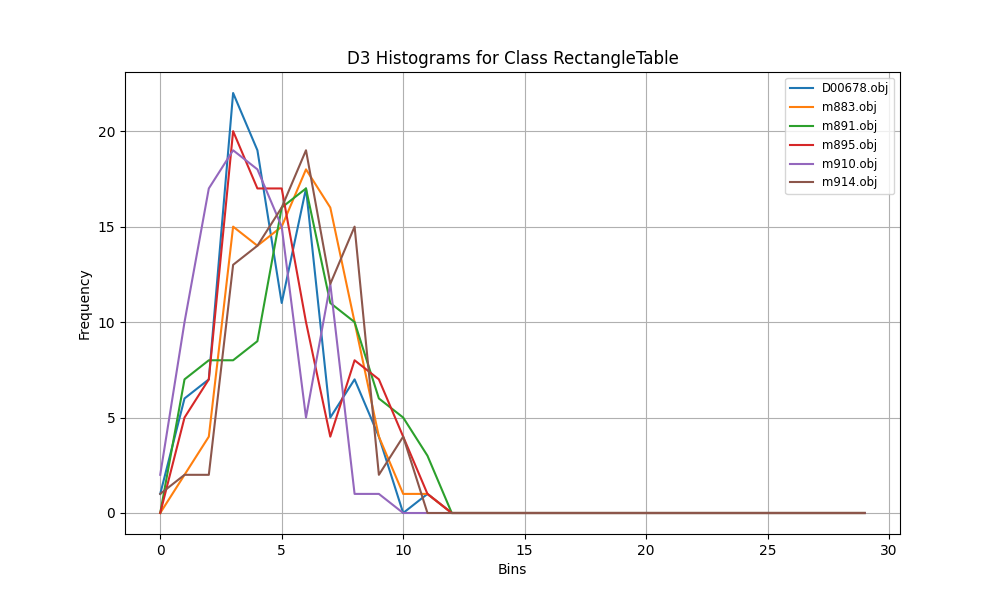 D3 Histograms for Class RectangleTable
D00678.obj
m883.obj
m891.obj
m895.obj
m910.obj
m914.obj
Frequency
20
15
10
5
0
0 5 10 15 20 25 30
Bins